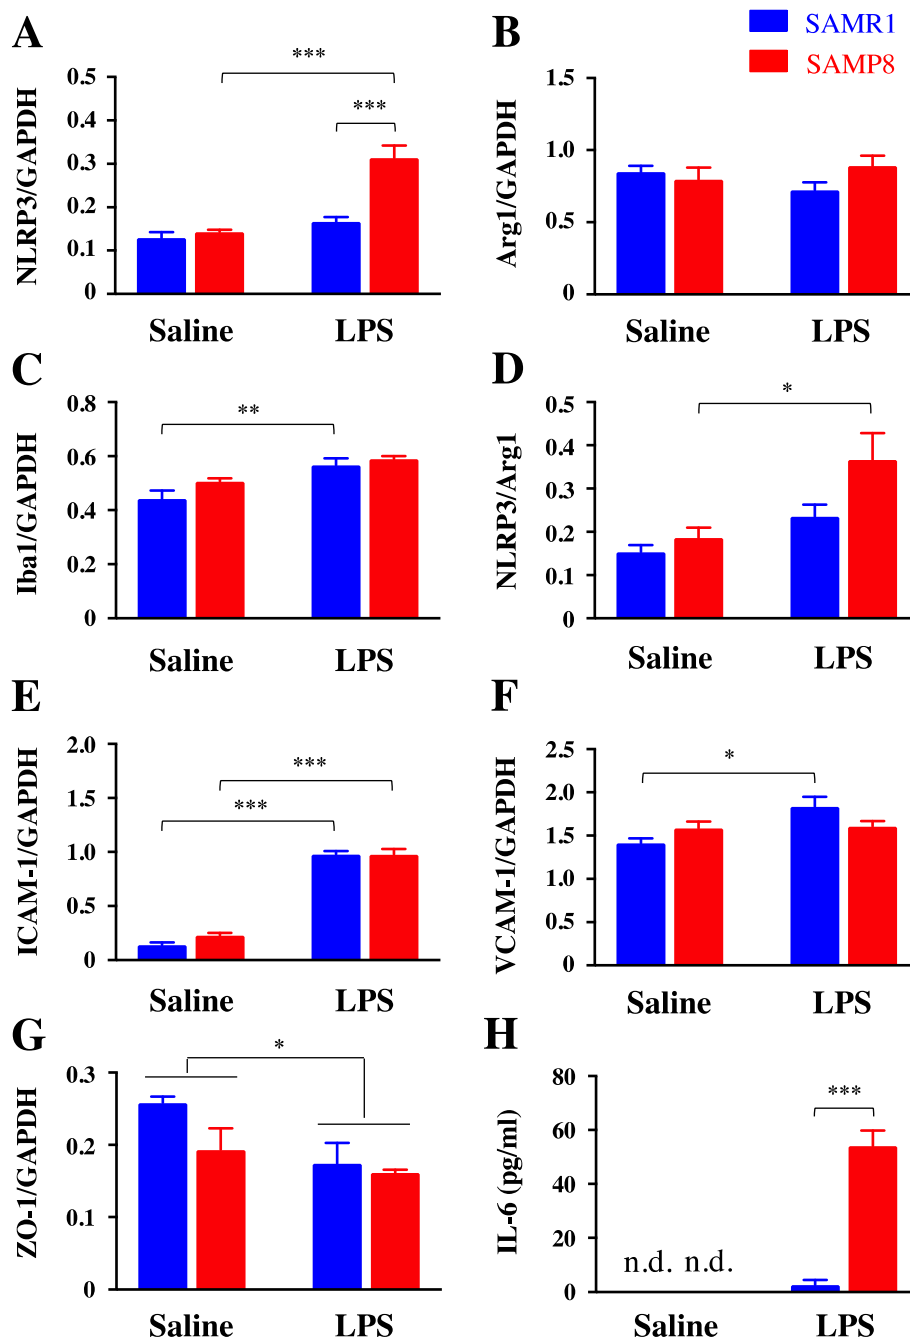 A
NLRP3/GAPDH
0.5
0.4
0.3
0.2
0.1
0
***
***
Saline LPS
B
SAMR1
SAMP8
Arg1/GAPDH
1.5
1.0
0.5
0
Saline LPS
C
Iba1/GAPDH
0.8
0.6
0.4
0.2
0
**
Saline LPS
D
NLRP3/Arg1
0.5
0.4
0.3
0.2
0.1
0
*
Saline LPS
E
ICAM-1/GAPDH
2.0
1.5
1.0
0.5
0
***
***
Saline LPS
F
VCAM-1/GAPDH
2.5
2.0
1.5
1.0
0.5
0
*
Saline LPS
G
ZO-1/GAPDH
0.3
0.2
0.1
0
*
Saline LPS
H
IL-6 (pg/ml)
80
60
40
20
0
***
n.d. n.d.
Saline LPS